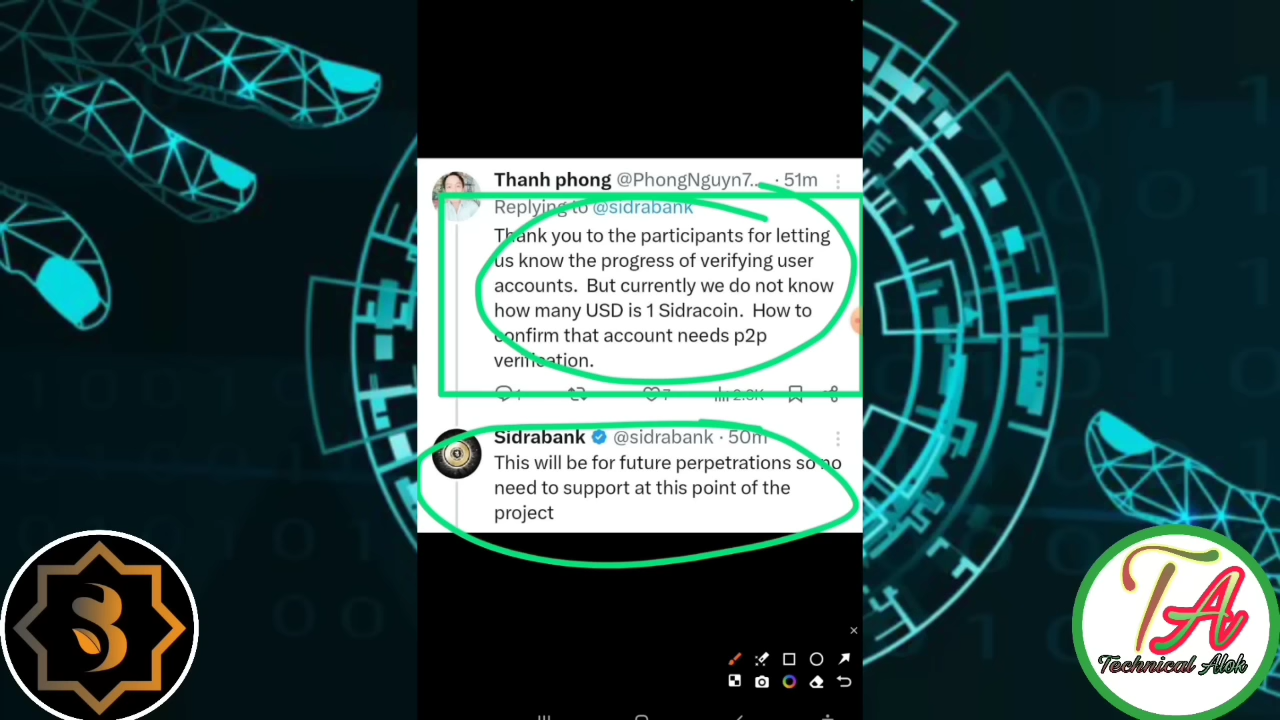 Thanh phong @PhongNguyn7... · 51m
Replying to @sidrabank
Thank you to the participants for letting
us know the progress of verifying user
accounts. But currently we do not know
how many USD is 1 Sidracoin. How to
confirm that account needs p2p
verification.
Sidrabank @sidrabank · 50m
This will be for future perpetrations so no
need to support at this point of the
project
TA
Technical Alok